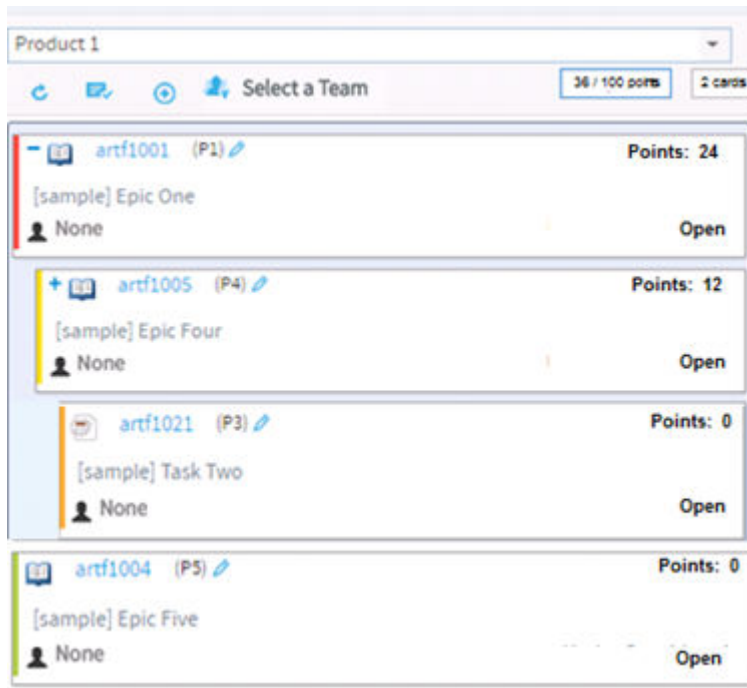 Product 1
Select a Team 36 / 100 points 2 cards
artf1001 (P1) Points: 24
[sample] Epic One
None Open
artf1005 (P4) Points: 12
[sample] Epic Four
None Open
artf1021 (P3) Points: 0
[sample] Task Two
None Open
artf1004 (P5) Points: 0
[sample] Epic Five
None Open